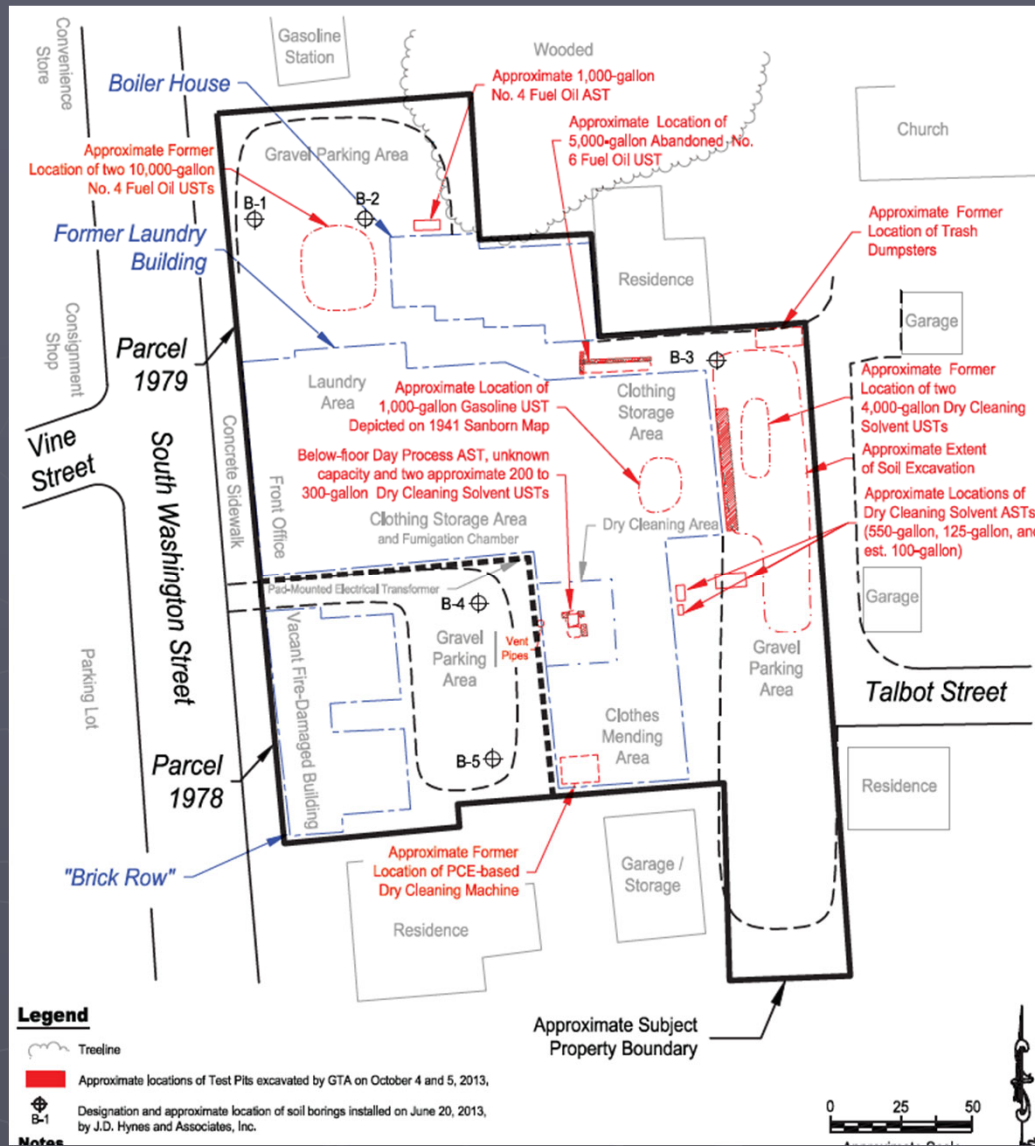 Convenience
Store
Gasoline
Station
Wooded
Boiler House
Approximate 1,000-gallon
No. 4 Fuel Oil AST
Approximate Location of
5,000-gallon Abandoned No.
6 Fuel Oil UST
Church
Approximate Former
Location of two 10,000-gallon
No. 4 Fuel Oil USTs
Gravel Parking Area
B-1
B-2
Former Laundry
Building
Approximate Former
Location of Trash
Dumpsters
Residence
Garage
Consignment
Shop
Parcel
1979
B-3
Laundry
Area
Approximate Location of
1,000-gallon Gasoline UST
Depicted on 1941 Sanborn Map
Clothing
Storage
Area
Approximate Former
Location of two
4,000-gallon Dry Cleaning
Solvent USTs
Vine
Street
South Washington Street
Concrete Sidewalk
Front Office
Below-floor Day Process AST, unknown
capacity and two approximate 200 to
300-gallon Dry Cleaning Solvent USTs
Approximate Extent
of Soil Excavation
Clothing Storage Area
and Fumigation Chamber
Dry Cleaning Area
Approximate Locations of
Dry Cleaning Solvent ASTs
(550-gallon, 125-gallon, and
est. 100-gallon)
Pad-Mounted Electrical Transformer
B-4
Garage
Gravel
Parking
Area
Vent
Pipes
Gravel
Parking
Area
Parking Lot
Vacant Fire-Damaged Building
Talbot Street
Clothes
Mending
Area
B-5
Parcel
1978
Residence
"Brick Row"
Approximate Former
Location of PCE-based
Dry Cleaning Machine
Garage /
Storage
Residence
Approximate Subject
Property Boundary
Legend
Treeline
Approximate locations of Test Pits excavated by GTA on October 4 and 5, 2013,
B-1
Designation and approximate location of soil borings installed on June 20, 2013,
by J.D. Hynes and Associates, Inc.
Notes
0 25 50
Approximate Scale